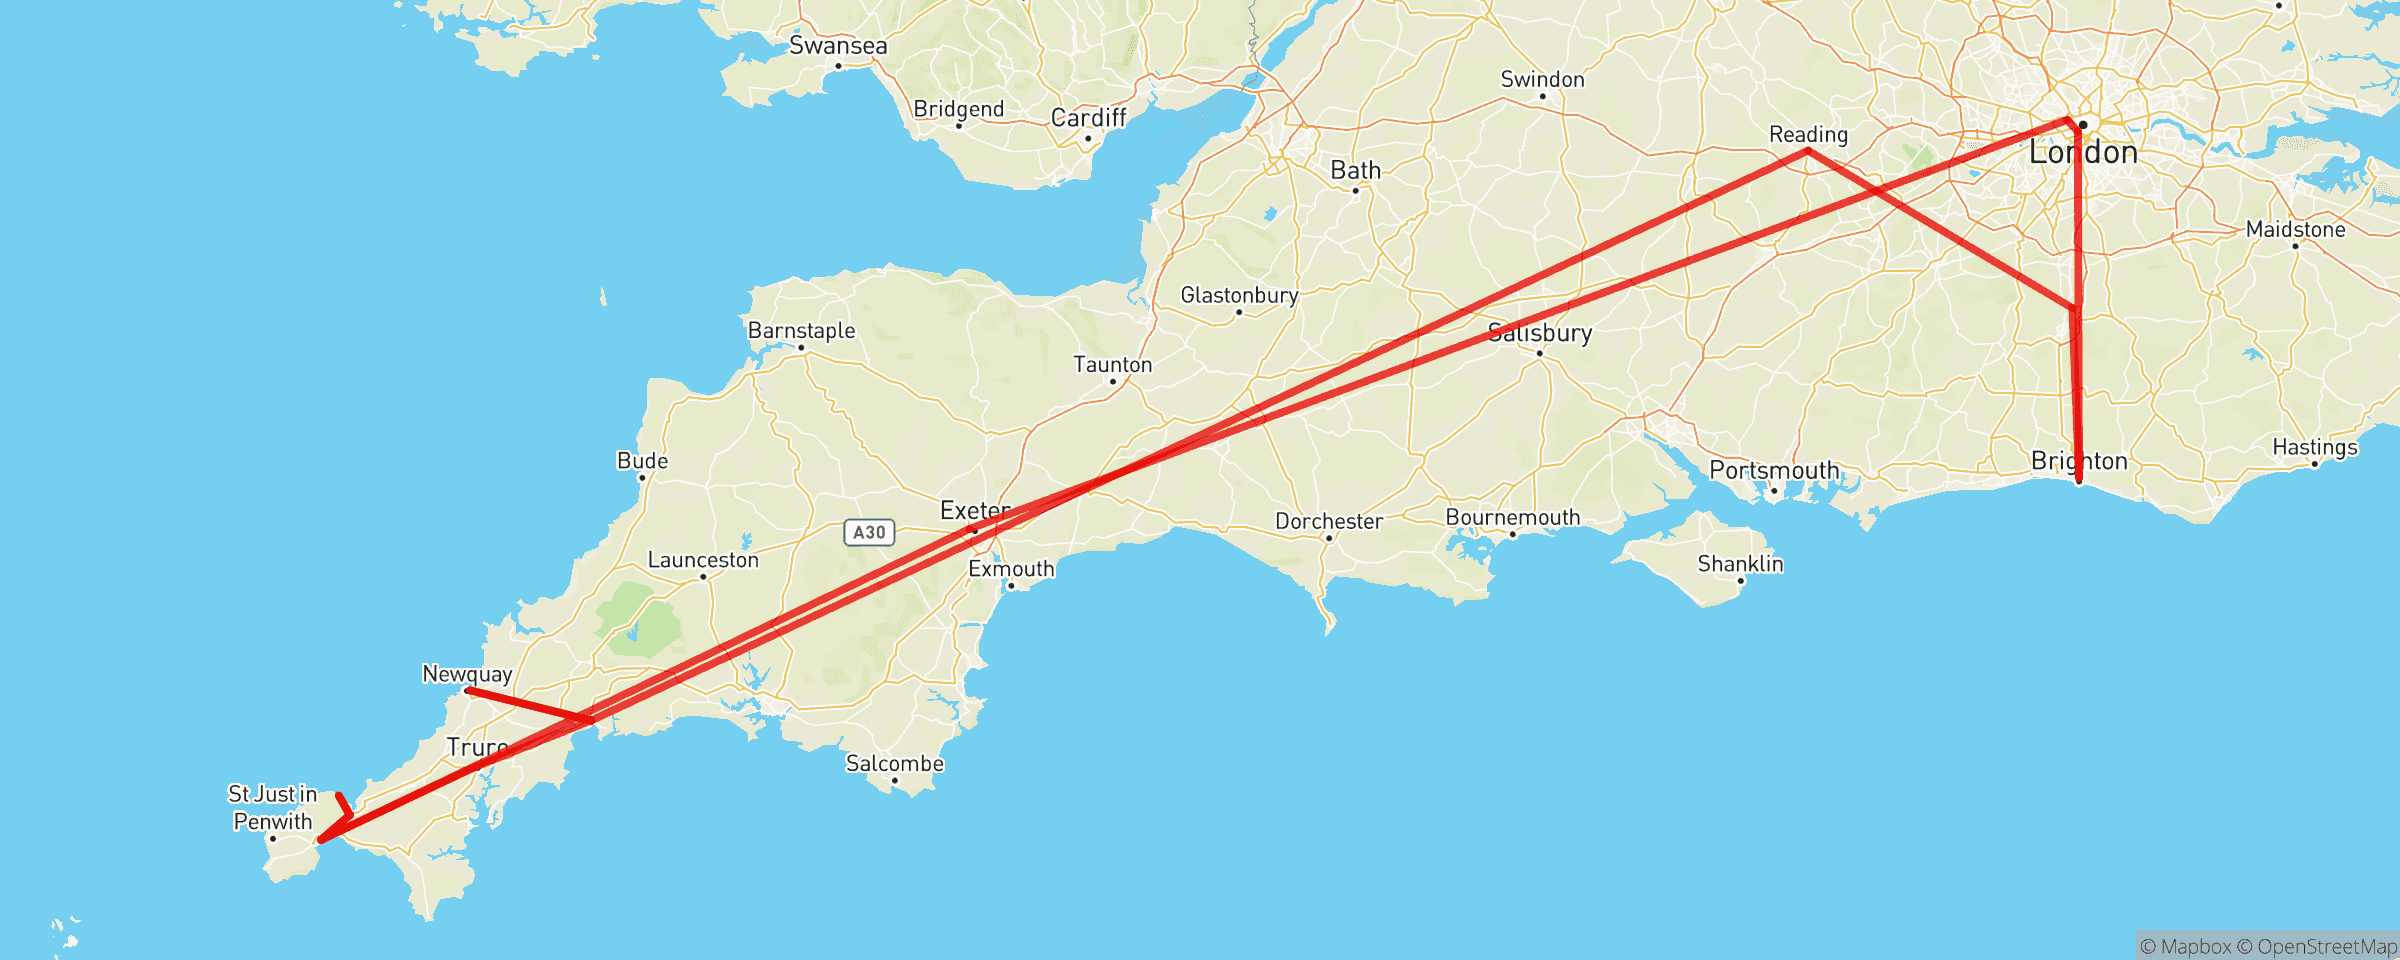 Swansea
Swindon
Bridgend
Cardiff
Reading
London
Bath
Maidstone
Glastonbury
Barnstaple
Salisbury
Taunton
Hastings
Bude
Brighton
Portsmouth
Exeter
Dorchester
Bournemouth
A30
Launceston
Exmouth
Shanklin
Newquay
Truro
Salcombe
St Just in
Penwith
© Mapbox © OpenStreetMap